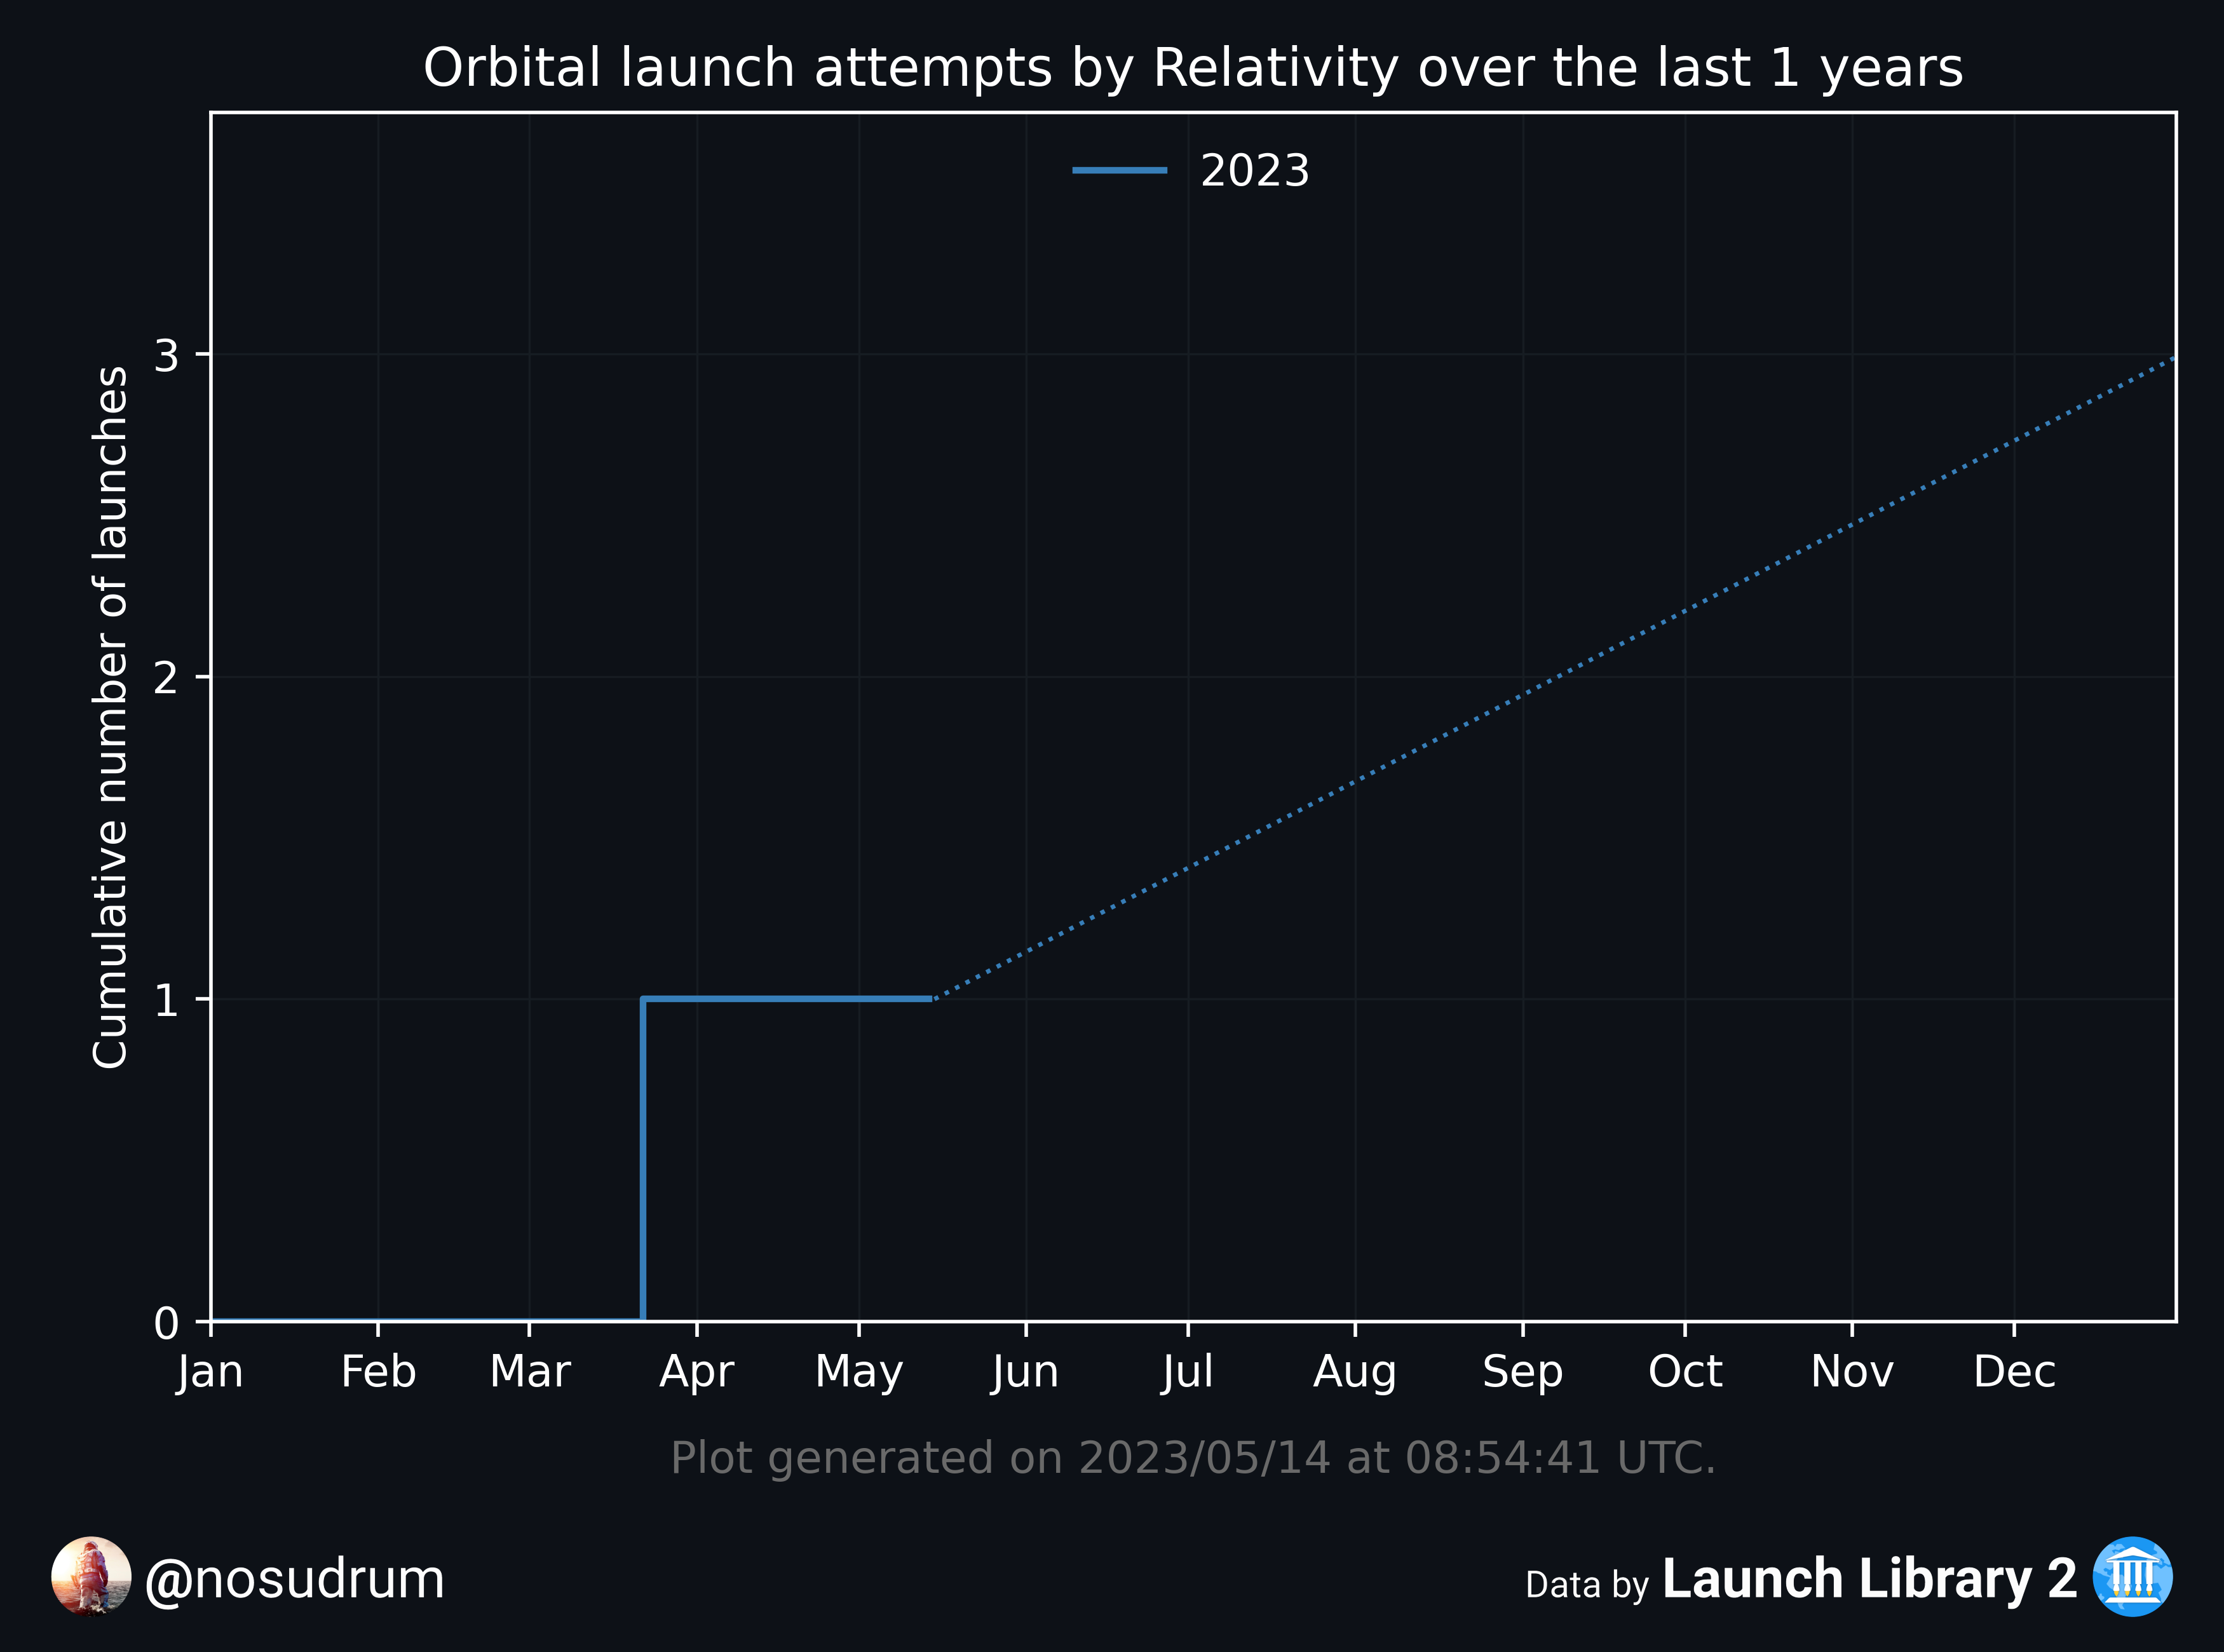 Orbital launch attempts by Relativity over the last 1 years
2023
Cumulative number of launches
3
2
1
0
Jan Feb Mar Apr May Jun Jul Aug Sep Oct Nov Dec
Plot generated on 2023/05/14 at 08:54:41 UTC.
@nosudrum
Data by Launch Library 2